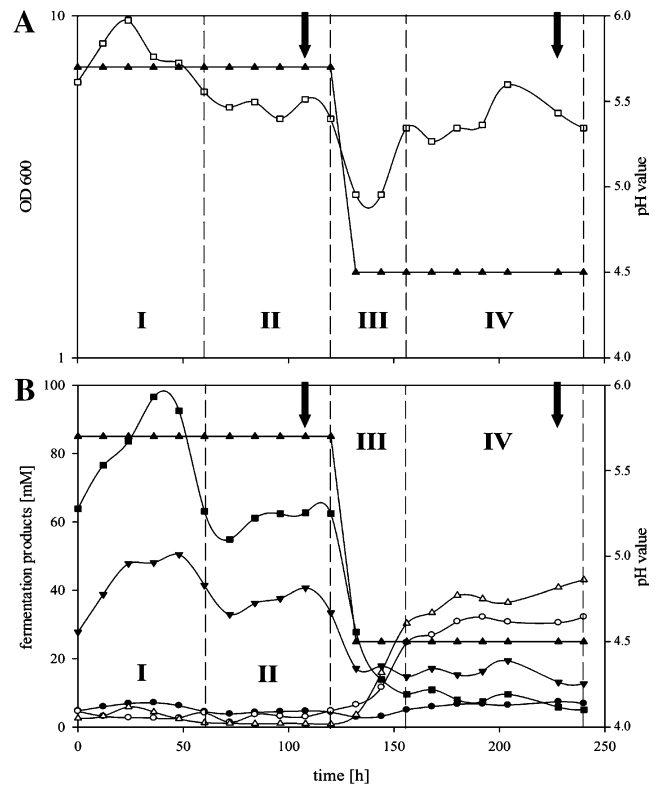 A
10
6.0
5.5
OD 600
5.0
pH value
4.5
I
II
III
IV
1
4.0
B
100
6.0
III
IV
80
5.5
fermentation products [mM]
60
5.0
pH value
40
4.5
20
I
II
0
4.0
0
50
100
150
200
250
time [h]